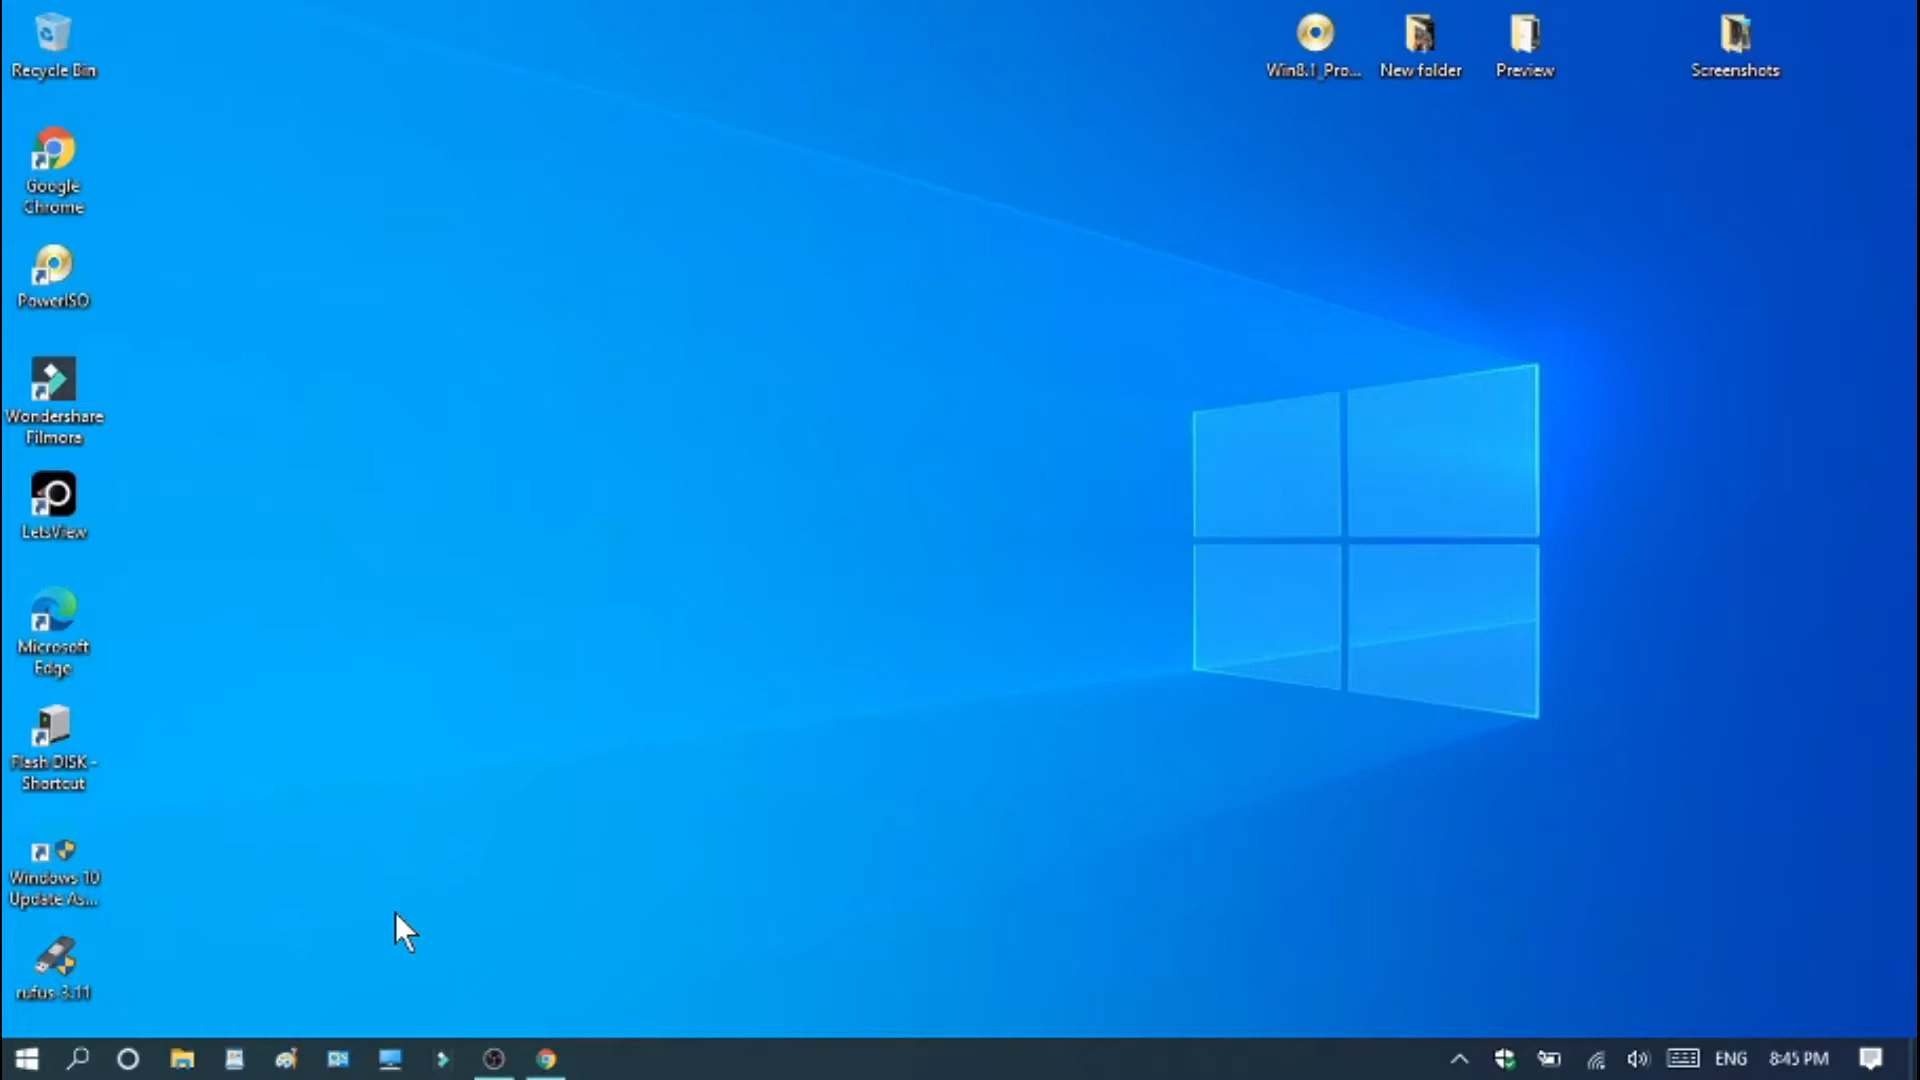 Recycle Bin
Google
Chrome
PowerISO
Wondershare
Filmora
LetsView
Microsoft
Edge
Flash DISK -
Shortcut
Windows 10
Update As...
rufus-3.11
Win8.1_Pro...
New folder
Preview
Screenshots
ENG
8:45 PM